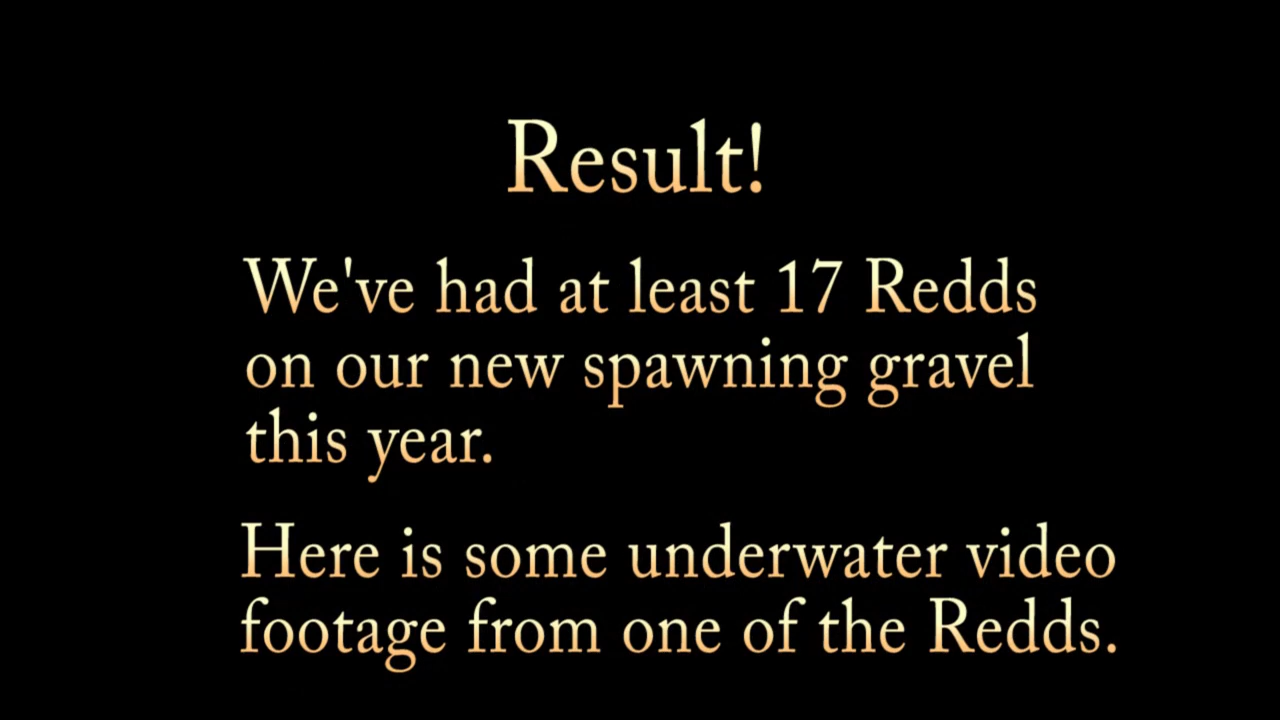 Result!
We've had at least 17 Redds
on our new spawning gravel
this year.
Here is some underwater video
footage from one of the Redds.